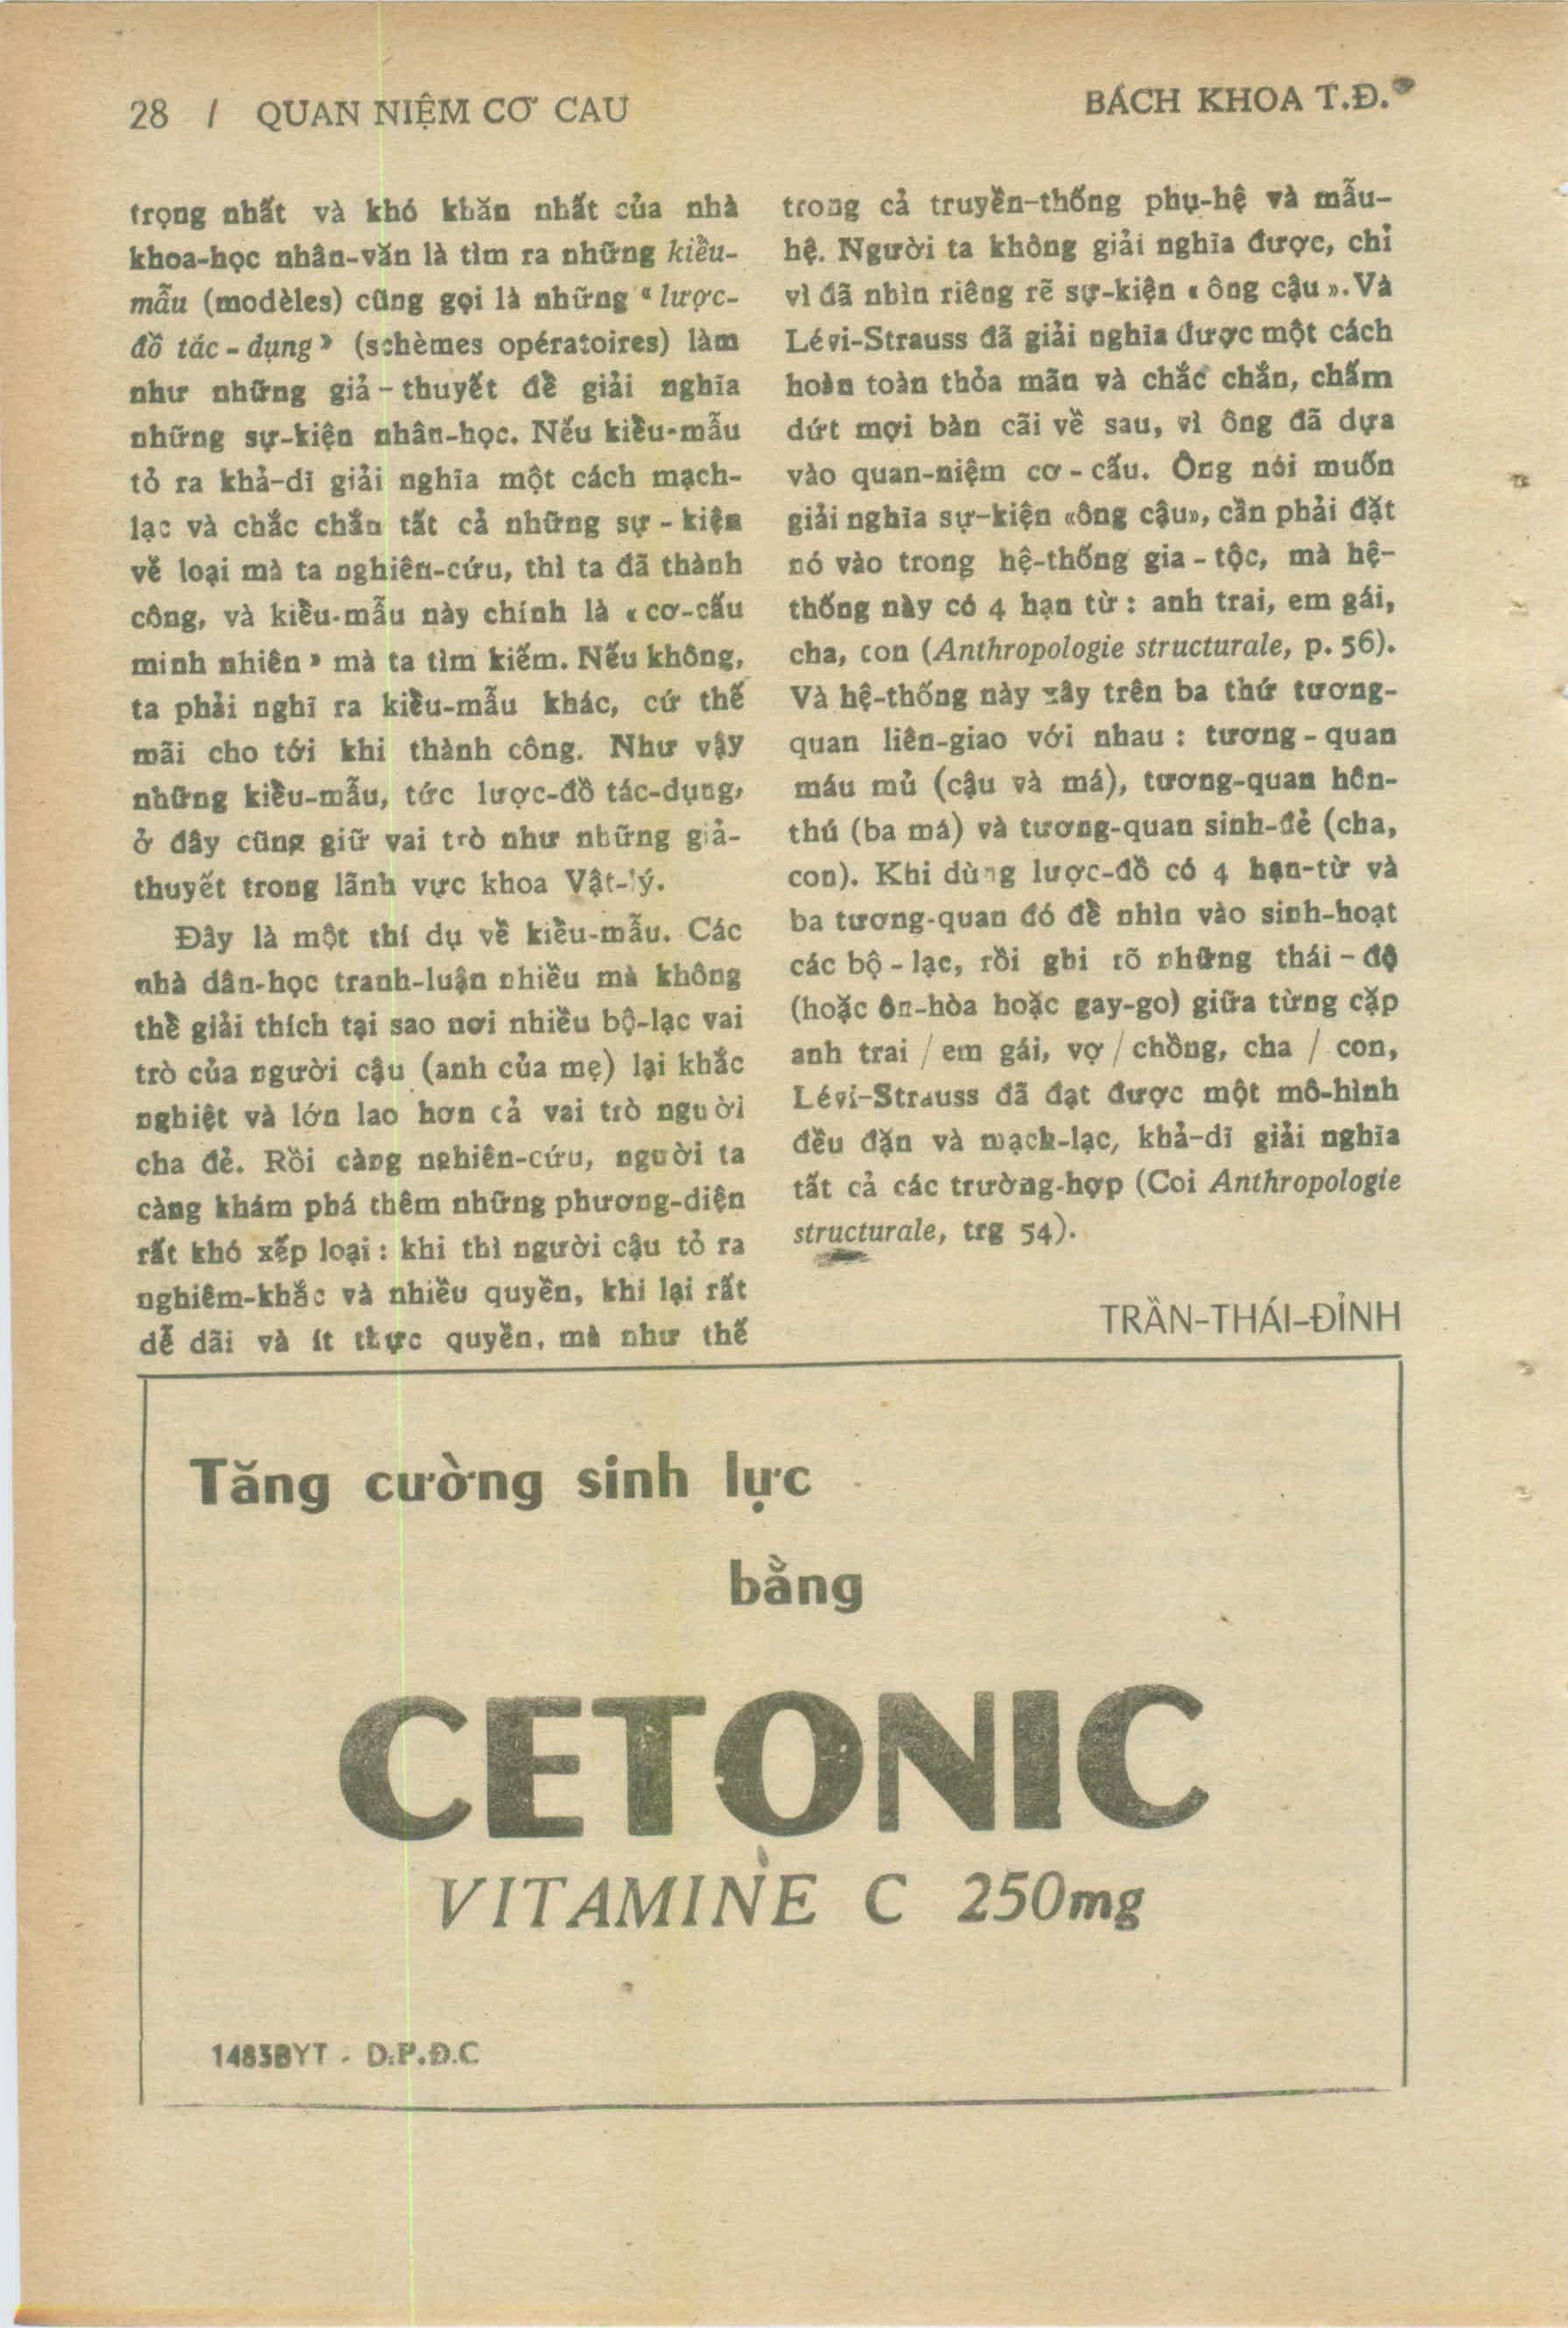 28 / QUAN NIỆM CƠ CẤU
BÁCH KHOA T.Đ.
trọng nhất và khó khăn nhất của nhà
khoa-học nhân-văn là tìm ra những kiểu-
mẫu (modèles) cũng gọi là những « lược-
đồ tác - dụng » (schèmes opératoires) làm
như những giả - thuyết để giải nghĩa
những sự-kiện nhân-học. Nếu kiểu-mẫu
tỏ ra khả-dĩ giải nghĩa một cách mạch-
lạc và chắc chắn tất cả những sự - kiện
về loại mà ta nghiên-cứu, thì ta đã thành
công, và kiểu-mẫu này chính là « cơ-cấu
minh nhiên » mà ta tìm kiếm. Nếu không,
ta phải nghĩ ra kiểu-mẫu khác, cứ thế
mãi cho tới khi thành công. Như vậy
những kiểu-mẫu, tức lược-đồ tác-dụng,
ở đây cũng giữ vai trò như những giả-
thuyết trong lãnh vực khoa Vật-lý.
Đây là một thí dụ về kiểu-mẫu. Các
nhà dân-học tranh-luận nhiều mà không
thể giải thích tại sao nơi nhiều bộ-lạc vai
trò của người cậu (anh của mẹ) lại khắc
nghiệt và lớn lao hơn cả vai trò người
cha đẻ. Rồi càng nghiên-cứu, người ta
càng khám phá thêm những phương-diện
rất khó xếp loại : khi thì người cậu tỏ ra
nghiêm-khắc và nhiều quyền, khi lại rất
dễ dãi và ít thực quyền, mà như thế
trong cả truyền-thống phụ-hệ và mẫu-
hệ. Người ta không giải nghĩa được, chỉ
vì đã nhìn riêng rẽ sự-kiện « ông cậu ». Và
Lévi-Strauss đã giải nghĩa được một cách
hoàn toàn thỏa mãn và chắc chắn, chấm
dứt mọi bàn cãi về sau, vì ông đã dựa
vào quan-niệm cơ - cấu. Ông nói muốn
giải nghĩa sự-kiện «ông cậu», cần phải đặt
nó vào trong hệ-thống gia - tộc, mà hệ-
thống này có 4 hạn từ : anh trai, em gái,
cha, con (Anthropologie structurale, p. 56).
Và hệ-thống này xây trên ba thứ tương-
quan liên-giao với nhau : tương - quan
máu mủ (cậu và má), tương-quan hôn-
thú (ba má) và tương-quan sinh-đẻ (cha,
con). Khi dùng lược-đồ có 4 hạn-từ và
ba tương-quan đó để nhìn vào sinh-hoạt
các bộ - lạc, rồi ghi rõ những thái - độ
(hoặc ôn-hòa hoặc gay-go) giữa từng cặp
anh trai / em gái, vợ / chồng, cha / con,
Lévi-Strauss đã đạt được một mô-hình
đều đặn và mạch-lạc, khả-dĩ giải nghĩa
tất cả các trường-hợp (Coi Anthropologie
structurale, trg 54).
TRẦN-THÁI-ĐỈNH
Tăng cường sinh lực
bằng
CETONIC
VITAMINE C 250mg
1483BYT - D.P.Đ.C